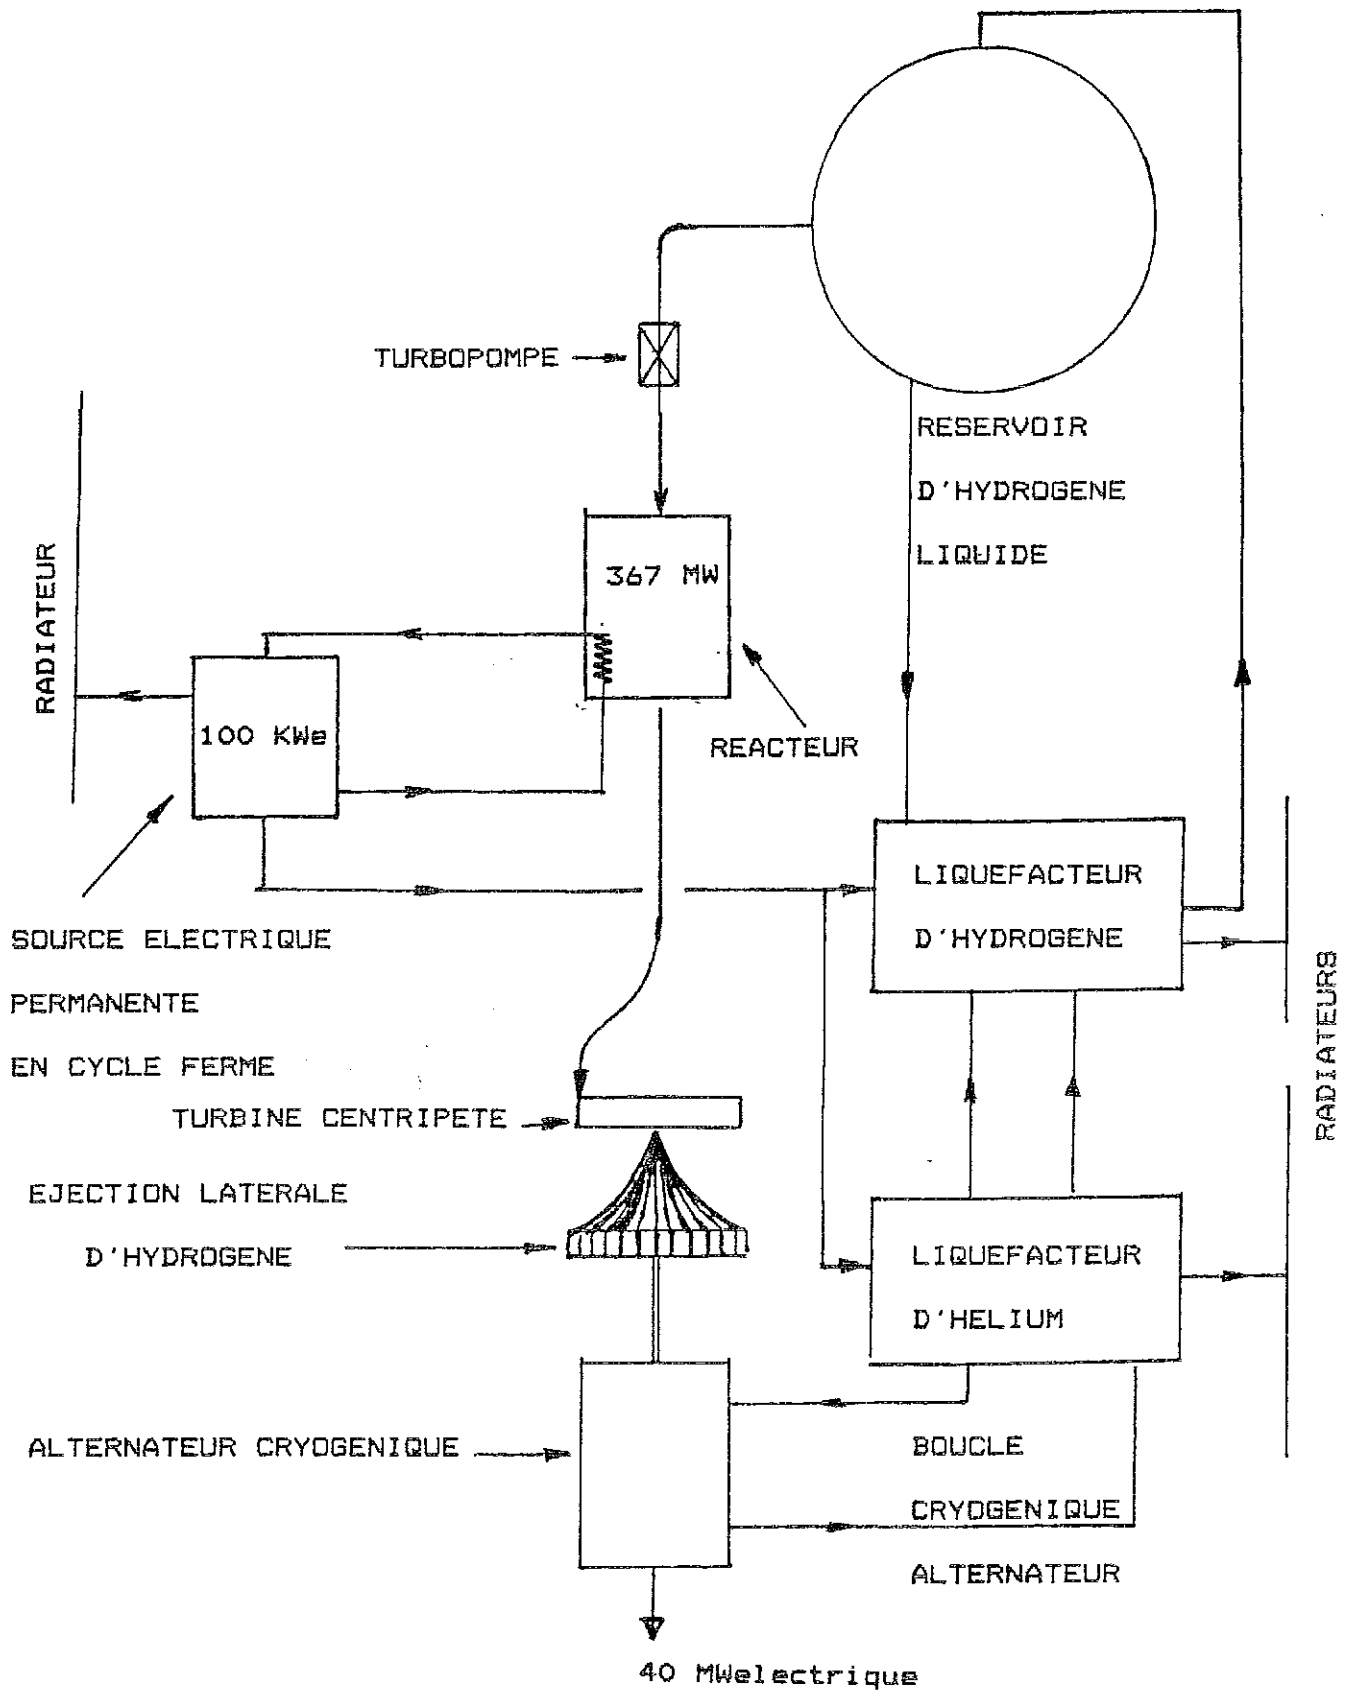 TURBOPOMPE
RESERVOIR
D'HYDROGENE
LIQUIDE
367 MW
RADIATEUR
100 KWe
REACTEUR
LIQUEFACTEUR
D'HYDROGENE
SOURCE ELECTRIQUE
PERMANENTE
EN CYCLE FERME
RADIATEURS
TURBINE CENTRIPETE
EJECTION LATERALE
D'HYDROGENE
LIQUEFACTEUR
D'HELIUM
ALTERNATEUR CRYOGENIQUE
BOUCLE
CRYOGENIQUE
ALTERNATEUR
40 MWelectrique